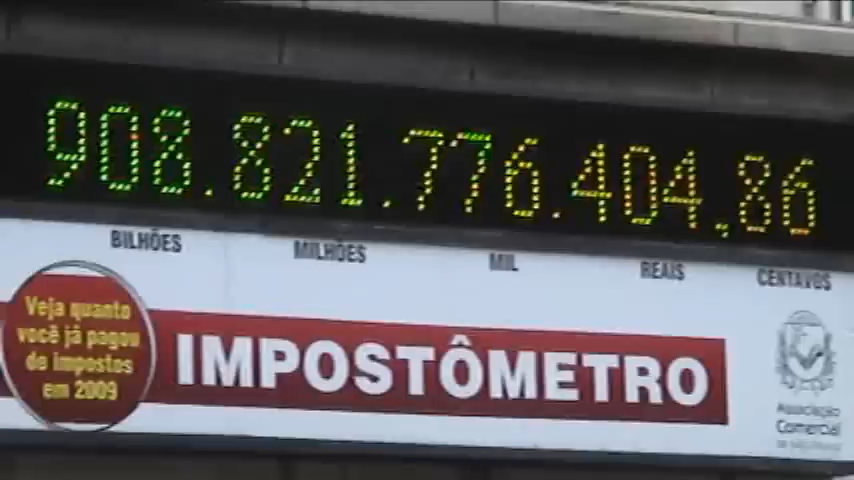 908.821.776.404,86
BILHÕES MILHÕES MIL REAIS CENTAVOS
Veja quanto
você já pagou
de impostos
em 2009
IMPOSTÔMETRO
Associação
Comercial